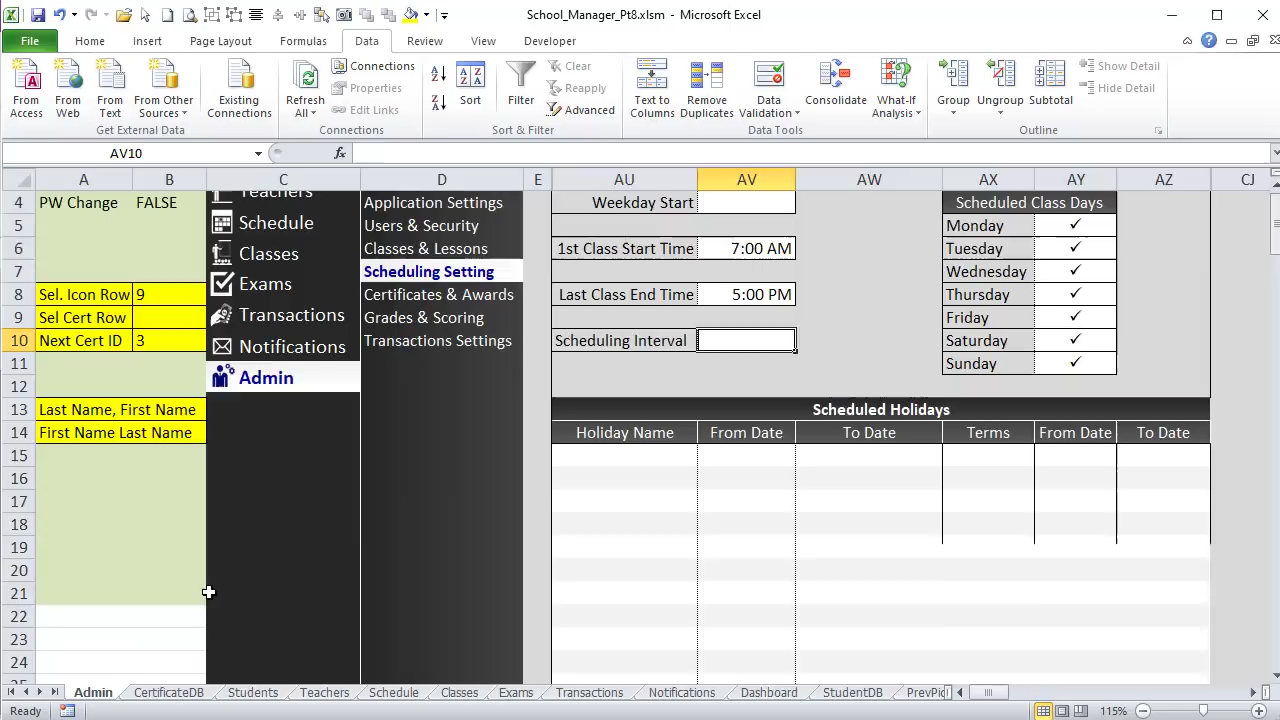 School_Manager_Pt8.xlsm - Microsoft Excel
File Home Insert Page Layout Formulas Data Review View Developer
From Access
From Web
From Text
From Other Sources
Existing Connections
Get External Data
Refresh All
Connections
Properties
Edit Links
Connections
Sort
Filter
Clear
Reapply
Advanced
Sort & Filter
Text to Columns
Remove Duplicates
Data Validation
Consolidate
What-If Analysis
Data Tools
Group
Ungroup
Subtotal
Show Detail
Hide Detail
Outline
AV10 fx
A B C D E AU AV AW AX AY AZ CJ
4 PW Change FALSE Teachers Application Settings Weekday Start Scheduled Class Days
5 Schedule Users & Security Monday ✓
6 Classes Classes & Lessons 1st Class Start Time 7:00 AM Tuesday ✓
7 Scheduling Setting Wednesday ✓
8 Sel. Icon Row 9 Exams Certificates & Awards Last Class End Time 5:00 PM Thursday ✓
9 Sel Cert Row Transactions Grades & Scoring Friday ✓
10 Next Cert ID 3 Notifications Transactions Settings Scheduling Interval Saturday ✓
11 Admin Sunday ✓
12
13 Last Name, First Name Scheduled Holidays
14 First Name Last Name Holiday Name From Date To Date Terms From Date To Date
15
16
17
18
19
20
21
22
23
24
Admin CertificateDB Students Teachers Schedule Classes Exams Transactions Notifications Dashboard StudentDB PrevPic
Ready 115%